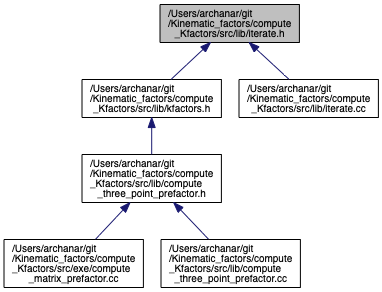 /Users/archanar/git
/Kinematic_factors/compute
_Kfactors/src/lib/iterate.h
/Users/archanar/git
/Kinematic_factors/compute
_Kfactors/src/lib/kfactors.h
/Users/archanar/git
/Kinematic_factors/compute
_Kfactors/src/lib/iterate.cc
/Users/archanar/git
/Kinematic_factors/compute
_Kfactors/src/lib/compute
_three_point_prefactor.h
/Users/archanar/git
/Kinematic_factors/compute
_Kfactors/src/exe/compute
_matrix_prefactor.cc
/Users/archanar/git
/Kinematic_factors/compute
_Kfactors/src/lib/compute
_three_point_prefactor.cc